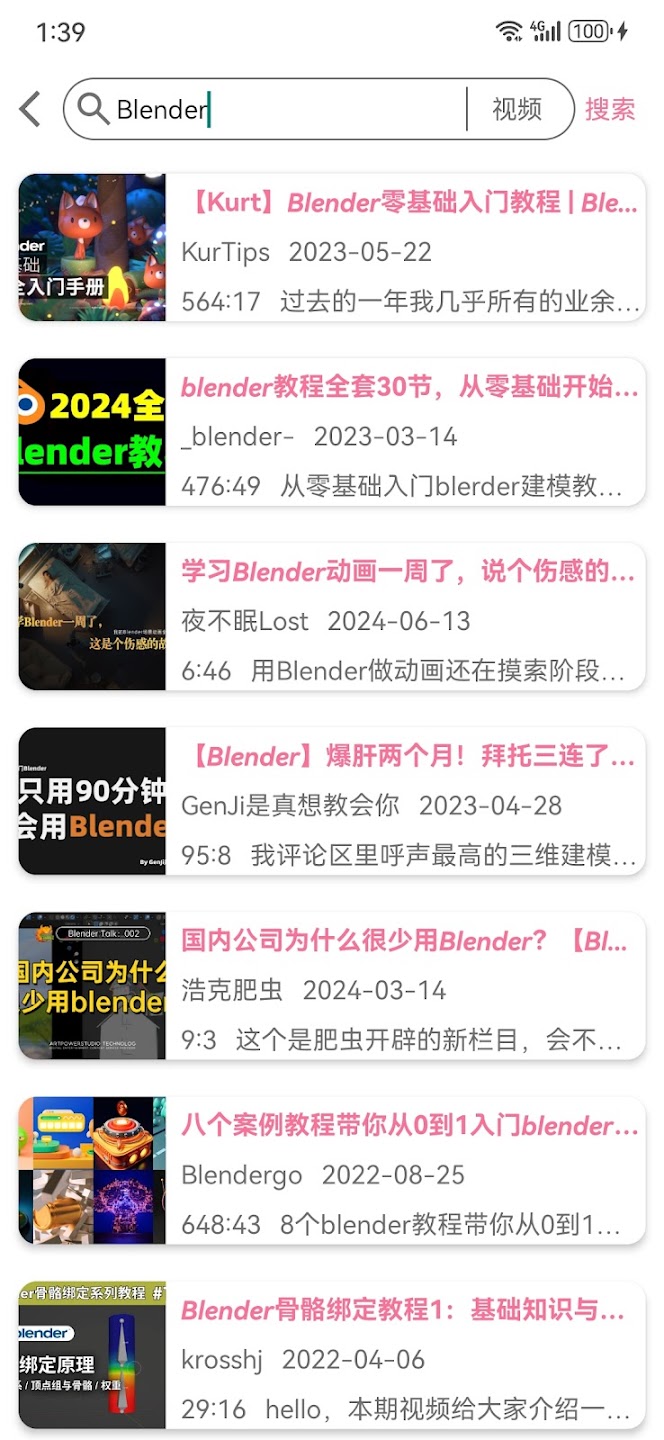 1:39
4G
100
Blender
视频
搜索
【Kurt】Blender零基础入门教程 | Ble...
KurTips 2023-05-22
564:17 过去的一年我几乎所有的业余...
nder
基础
全入门手册
blender教程全套30节，从零基础开始...
_blender- 2023-03-14
476:49 从零基础入门blerder建模教...
2024全
lender教
学习Blender动画一周了，说个伤感的...
夜不眠Lost 2024-06-13
6:46 用Blender做动画还在摸索阶段...
学Blender一周了，
这是个伤感的故
【Blender】爆肝两个月！拜托三连了...
GenJi是真想教会你 2023-04-28
95:8 我评论区里呼声最高的三维建模...
门Blender
只用90分钟
会用Blende
By GenJi
国内公司为什么很少用Blender？【Bl...
浩克肥虫 2024-03-14
9:3 这个是肥虫开辟的新栏目，会不...
Blender Talk:.002
国内公司为什么
少用blender
ARTPOWERSTUDIO TECHNOLOG
八个案例教程带你从0到1入门blender...
Blendergo 2022-08-25
648:43 8个blender教程带你从0到1...
Blender骨骼绑定教程1：基础知识与...
krosshj 2022-04-06
29:16 hello，本期视频给大家介绍一...
er骨骼绑定系列教程 #1
blender
绑定原理
系 / 顶点组与骨骼 / 权重